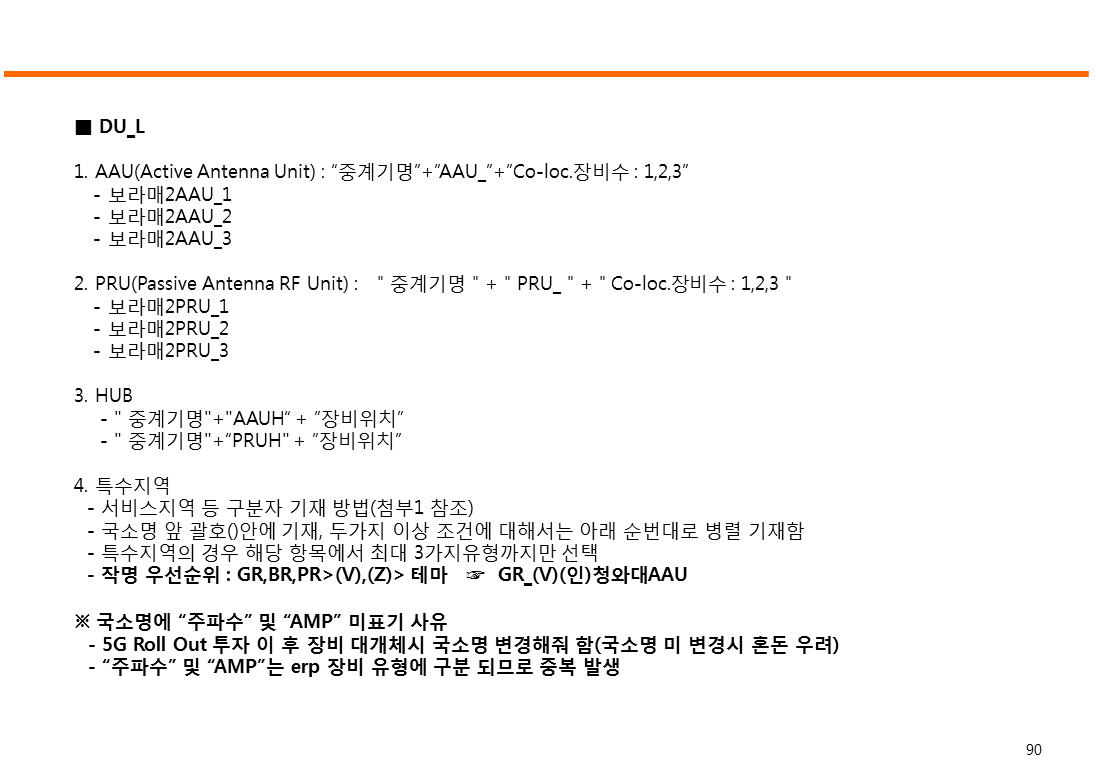 ■ DU_L
1. AAU(Active Antenna Unit) : “중계기명”+”AAU_”+”Co-loc.장비수 : 1,2,3”
- 보라매2AAU_1
- 보라매2AAU_2
- 보라매2AAU_3
2. PRU(Passive Antenna RF Unit) : " 중계기명 " + " PRU_ " + " Co-loc.장비수 : 1,2,3 "
- 보라매2PRU_1
- 보라매2PRU_2
- 보라매2PRU_3
3. HUB
- " 중계기명"+"AAUH“ + ”장비위치”
- " 중계기명"+“PRUH" + ”장비위치”
4. 특수지역
- 서비스지역 등 구분자 기재 방법(첨부1 참조)
- 국소명 앞 괄호()안에 기재, 두가지 이상 조건에 대해서는 아래 순번대로 병렬 기재함
- 특수지역의 경우 해당 항목에서 최대 3가지유형까지만 선택
- 작명 우선순위 : GR,BR,PR>(V),(Z)> 테마 ☞ GR_(V)(인)청와대AAU
※ 국소명에 “주파수” 및 “AMP” 미표기 사유
- 5G Roll Out 투자 이 후 장비 대개체시 국소명 변경해줘 함(국소명 미 변경시 혼돈 우려)
- “주파수” 및 “AMP”는 erp 장비 유형에 구분 되므로 중복 발생
90